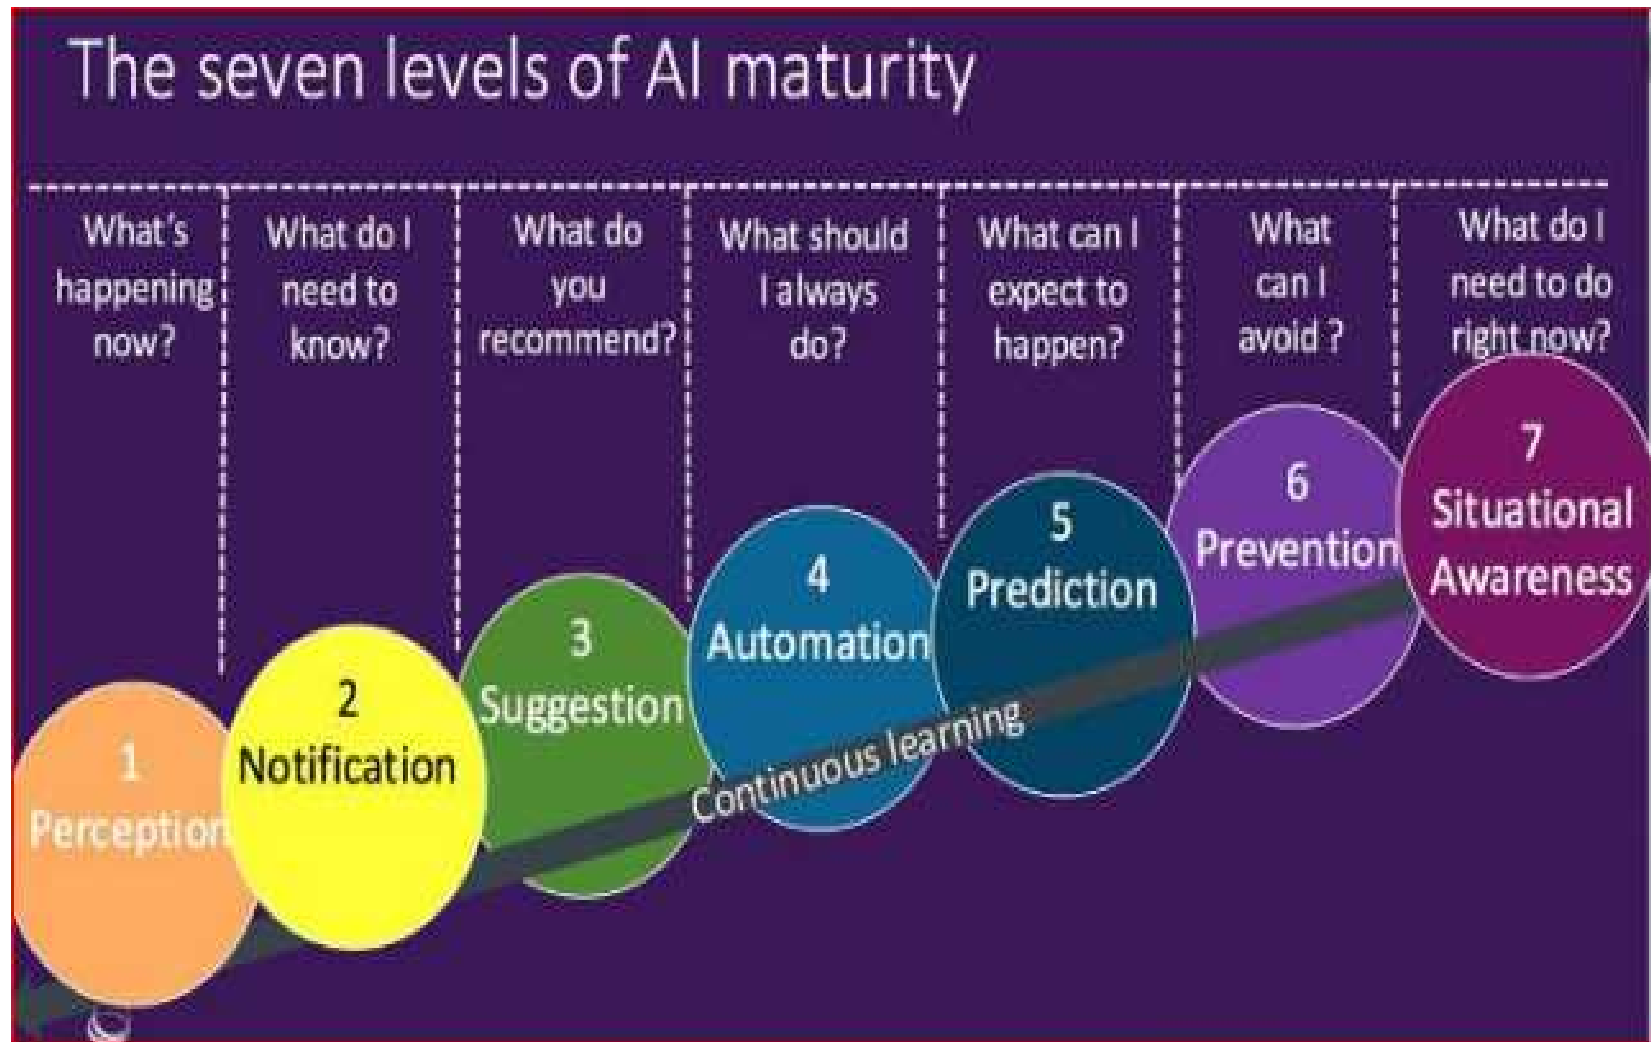 The seven levels of AI maturity
What's
happening
now?
What do I
need to
know?
What do
you
recommend?
What should
I always
do?
What can I
expect to
happen?
What
can I
avoid ?
What do I
need to do
right now?
1
Perception
2
Notification
3
Suggestion
4
Automation
5
Prediction
6
Prevention
7
Situational
Awareness
Continuous learning